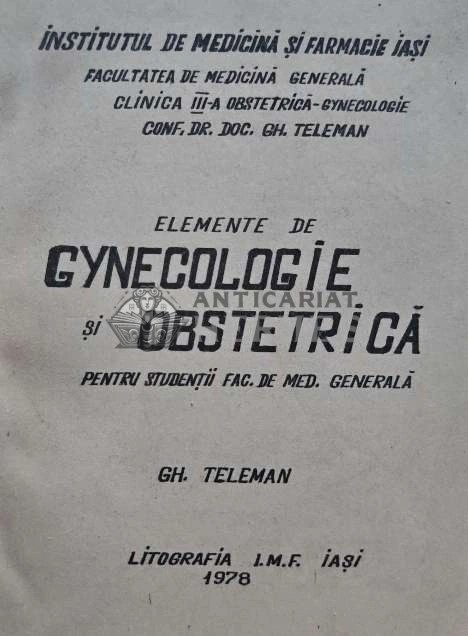 INSTITUTUL DE MEDICINĂ ȘI FARMACIE IAȘI
FACULTATEA DE MEDICINĂ GENERALĂ
CLINICA III-A OBSTETRICĂ-GYNECOLOGIE
CONF. DR. DOC. GH. TELEMAN
ELEMENTE DE
GYNECOLOGIE
ANTICARIAT
ȘI OBSTETRICĂ
PENTRU STUDENȚII FAC. DE MED. GENERALĂ
GH. TELEMAN
LITOGRAFIA I.M.F. IAȘI
1978